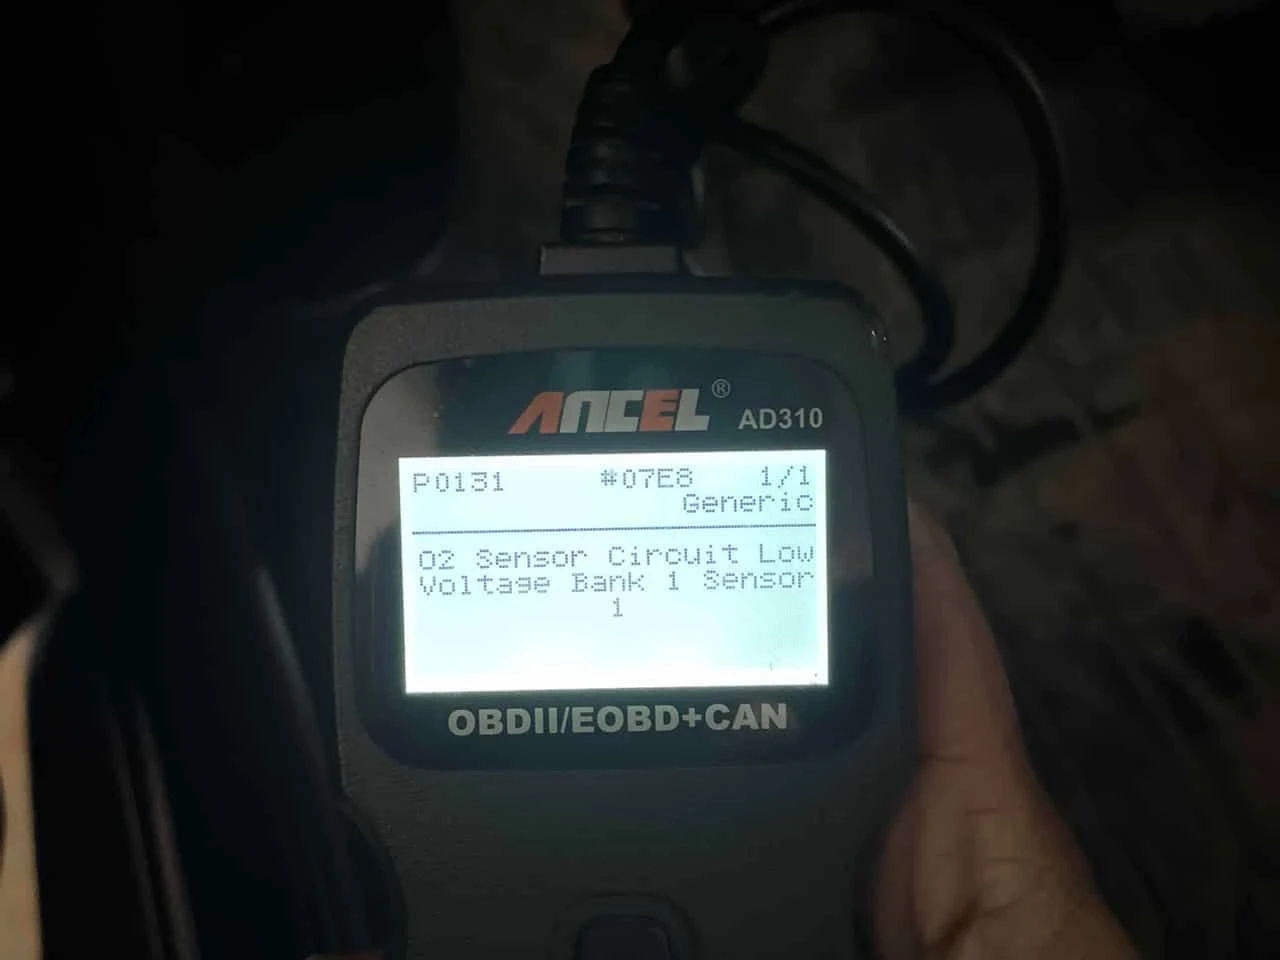 ANCEL® AD310
P0131 #07E8 1/1
Generic
O2 Sensor Circuit Low
Voltage Bank 1 Sensor
1
OBDII/EOBD+CAN